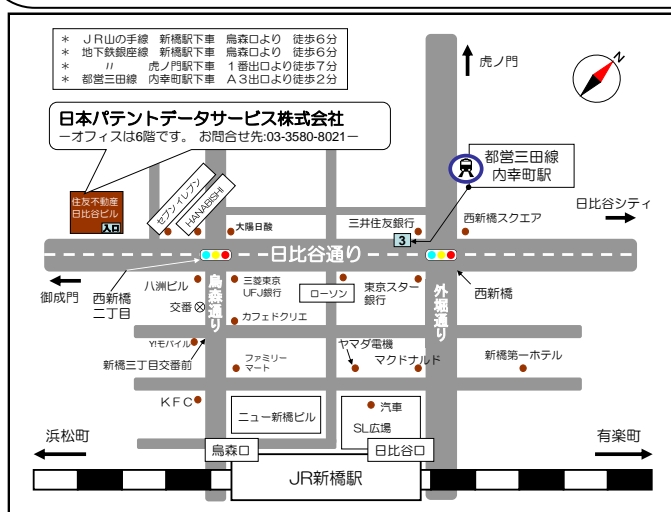 ＊ ＪＲ山の手線 新橋駅下車 烏森口より 徒歩６分
＊ 地下鉄銀座線 新橋駅下車 烏森口より 徒歩６分
＊ 〃 虎ノ門駅下車 １番出口より徒歩７分
＊ 都営三田線 内幸町駅下車 Ａ３出口より徒歩２分
虎ノ門
N
日本パテントデータサービス株式会社
－オフィスは6階です。 お問合せ先:03-3580-8021－
都営三田線
内幸町駅
住友不動産
日比谷ビル
入口
セブンイレブン
HANABISHI
大陽日酸
三井住友銀行
西新橋スクエア
日比谷シティ
3
日比谷通り
御成門
西新橋
二丁目
八洲ビル
烏森通り
三菱東京
UFJ銀行
ローソン
東京スター
銀行
外堀通り
西新橋
交番
カフェドクリエ
Y!モバイル
新橋三丁目交番前
ファミリー
マート
ヤマダ電機
マクドナルド
新橋第一ホテル
ＫＦＣ
ニュー新橋ビル
汽車
SL広場
浜松町
烏森口
日比谷口
有楽町
JR新橋駅